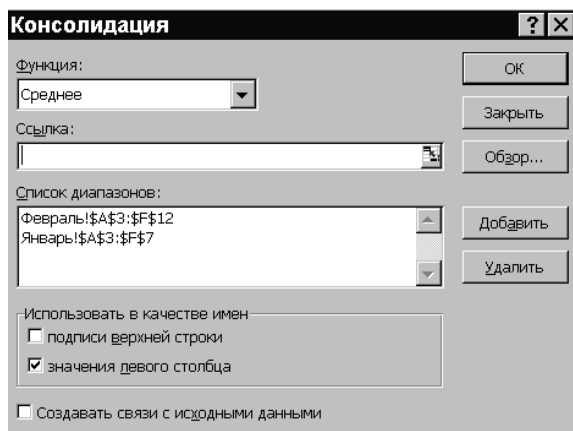 Консолидация
Функция:
Среднее
Ссылка:
Список диапазонов:
Февраль!$A$3:$F$12
Январь!$A$3:$F$7
Использовать в качестве имен
подписи верхней строки
значения левого столбца
Создавать связи с исходными данными
ОК
Закрыть
Обзор...
Добавить
Удалить